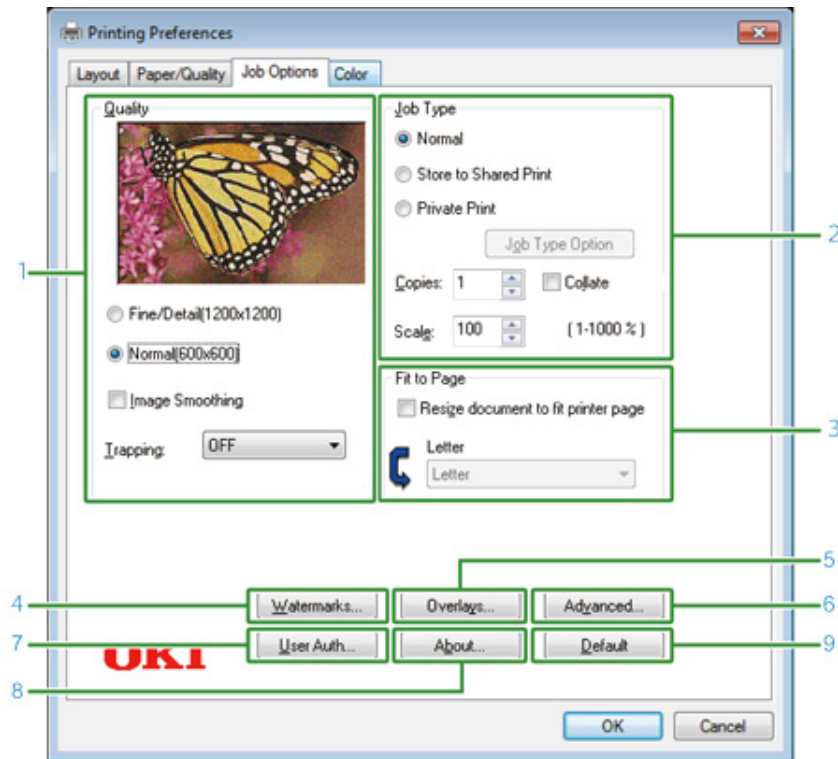 Printing Preferences
Layout Paper/Quality Job Options Color
Quality
1
Fine/Detail(1200x1200)
Normal(600x600)
Image Smoothing
Trapping: OFF
Job Type
Normal
Store to Shared Print
Private Print
Job Type Option
2
Copies: 1 Collate
Scale: 100 (1-1000 %)
Fit to Page
Resize document to fit printer page
3
Letter
Letter
5
4 Watermarks... Overlays... Advanced... 6
7 User Auth... About... Default 9
OKI
8
OK Cancel